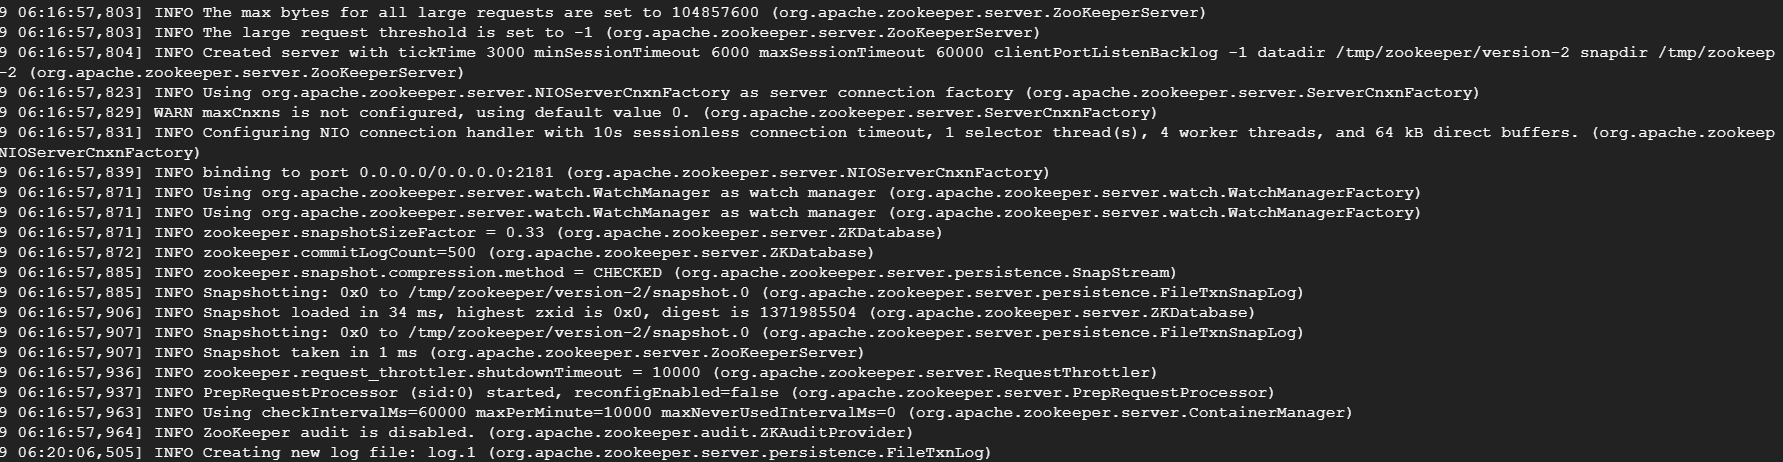 9 06:16:57,803] INFO The max bytes for all large requests are set to 104857600 (org.apache.zookeeper.server.ZooKeeperServer)
9 06:16:57,803] INFO The large request threshold is set to -1 (org.apache.zookeeper.server.ZooKeeperServer)
9 06:16:57,804] INFO Created server with tickTime 3000 minSessionTimeout 6000 maxSessionTimeout 60000 clientPortListenBacklog -1 datadir /tmp/zookeeper/version-2 snapdir /tmp/zookeep
-2 (org.apache.zookeeper.server.ZooKeeperServer)
9 06:16:57,823] INFO Using org.apache.zookeeper.server.NIOServerCnxnFactory as server connection factory (org.apache.zookeeper.server.ServerCnxnFactory)
9 06:16:57,829] WARN maxCnxns is not configured, using default value 0. (org.apache.zookeeper.server.ServerCnxnFactory)
9 06:16:57,831] INFO Configuring NIO connection handler with 10s sessionless connection timeout, 1 selector thread(s), 4 worker threads, and 64 kB direct buffers. (org.apache.zookeep
NIOServerCnxnFactory)
9 06:16:57,839] INFO binding to port 0.0.0.0/0.0.0.0:2181 (org.apache.zookeeper.server.NIOServerCnxnFactory)
9 06:16:57,871] INFO Using org.apache.zookeeper.server.watch.WatchManager as watch manager (org.apache.zookeeper.server.watch.WatchManagerFactory)
9 06:16:57,871] INFO Using org.apache.zookeeper.server.watch.WatchManager as watch manager (org.apache.zookeeper.server.watch.WatchManagerFactory)
9 06:16:57,871] INFO zookeeper.snapshotSizeFactor = 0.33 (org.apache.zookeeper.server.ZKDatabase)
9 06:16:57,872] INFO zookeeper.commitLogCount=500 (org.apache.zookeeper.server.ZKDatabase)
9 06:16:57,885] INFO zookeeper.snapshot.compression.method = CHECKED (org.apache.zookeeper.server.persistence.SnapStream)
9 06:16:57,885] INFO Snapshotting: 0x0 to /tmp/zookeeper/version-2/snapshot.0 (org.apache.zookeeper.server.persistence.FileTxnSnapLog)
9 06:16:57,906] INFO Snapshot loaded in 34 ms, highest zxid is 0x0, digest is 1371985504 (org.apache.zookeeper.server.ZKDatabase)
9 06:16:57,907] INFO Snapshotting: 0x0 to /tmp/zookeeper/version-2/snapshot.0 (org.apache.zookeeper.server.persistence.FileTxnSnapLog)
9 06:16:57,907] INFO Snapshot taken in 1 ms (org.apache.zookeeper.server.ZooKeeperServer)
9 06:16:57,936] INFO zookeeper.request_throttler.shutdownTimeout = 10000 (org.apache.zookeeper.server.RequestThrottler)
9 06:16:57,937] INFO PrepRequestProcessor (sid:0) started, reconfigEnabled=false (org.apache.zookeeper.server.PrepRequestProcessor)
9 06:16:57,963] INFO Using checkIntervalMs=60000 maxPerMinute=10000 maxNeverUsedIntervalMs=0 (org.apache.zookeeper.server.ContainerManager)
9 06:16:57,964] INFO ZooKeeper audit is disabled. (org.apache.zookeeper.audit.ZKAuditProvider)
9 06:20:06,505] INFO Creating new log file: log.1 (org.apache.zookeeper.server.persistence.FileTxnLog)